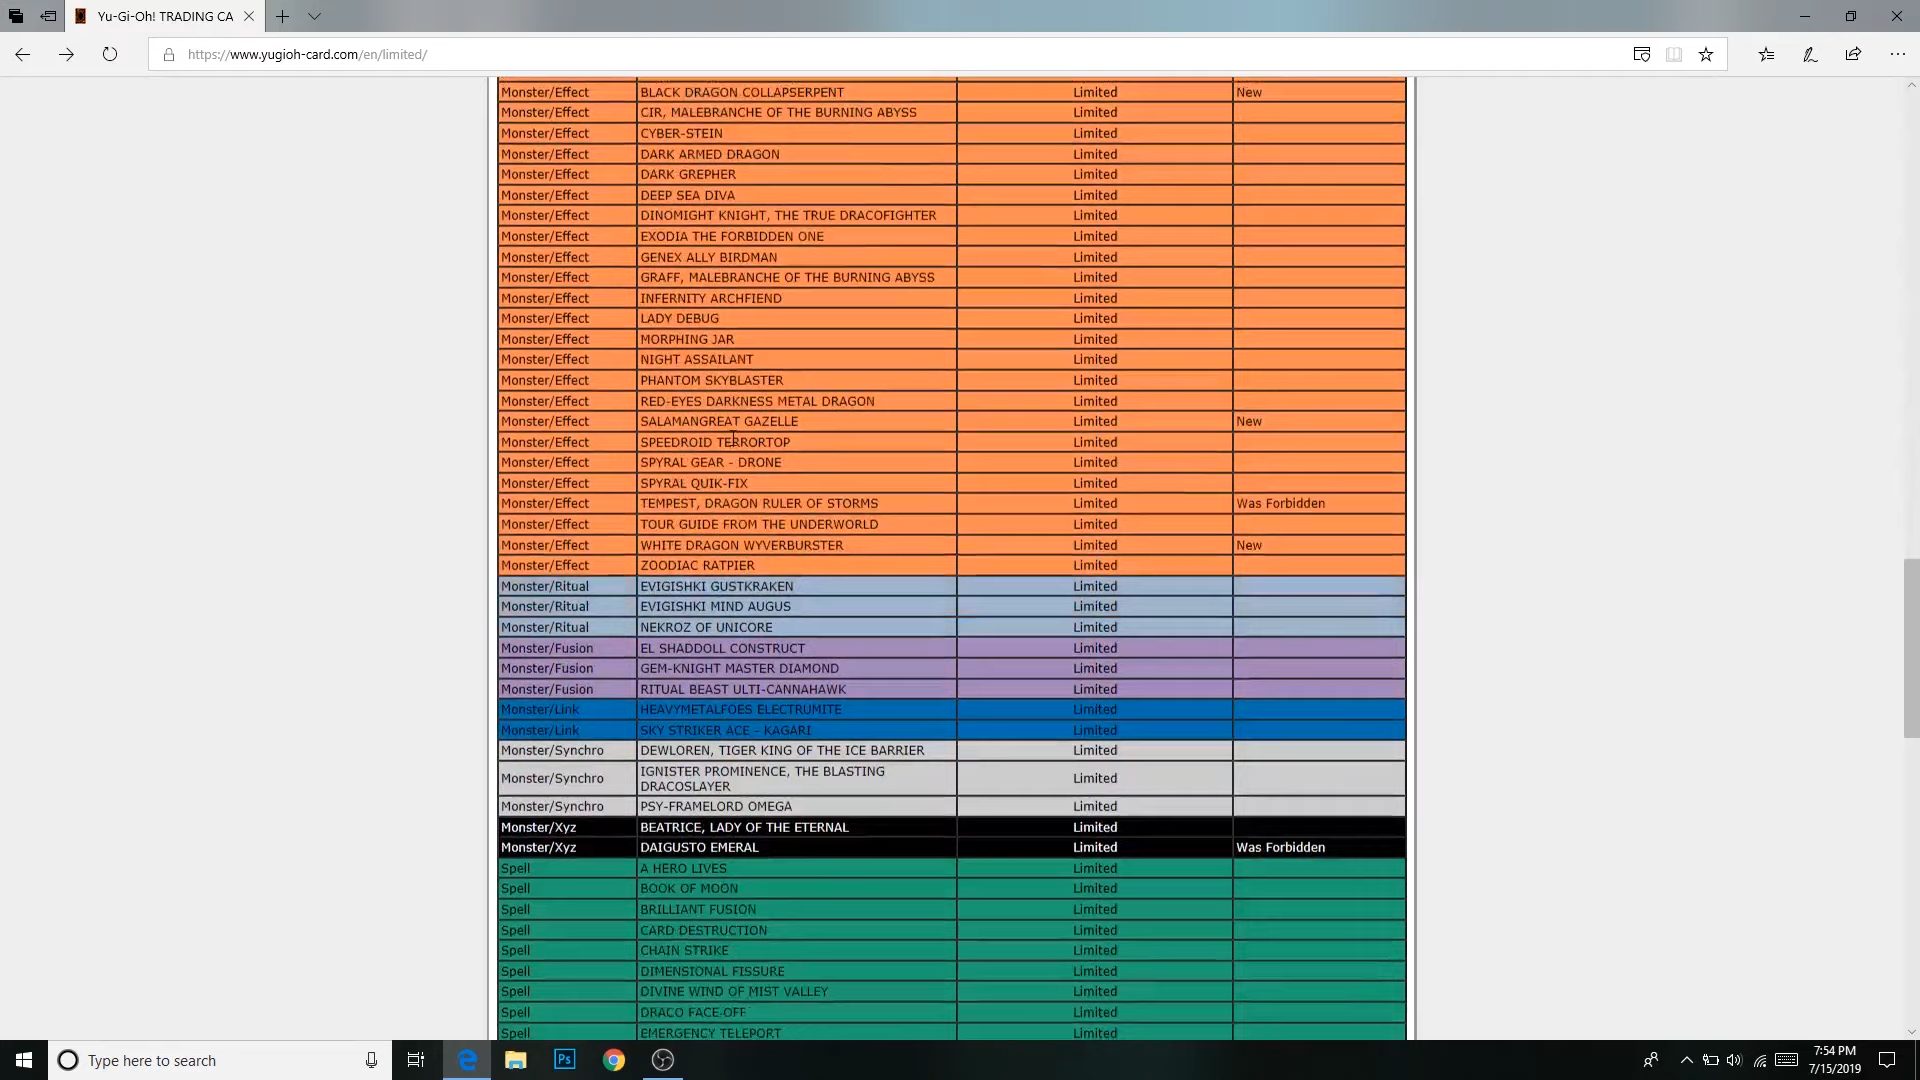 Yu-Gi-Oh! TRADING CA
https://www.yugioh-card.com/en/limited/
Monster/Effect BLACK DRAGON COLLAPSERPENT Limited New
Monster/Effect CIR, MALEBRANCHE OF THE BURNING ABYSS Limited
Monster/Effect CYBER-STEIN Limited
Monster/Effect DARK ARMED DRAGON Limited
Monster/Effect DARK GREPHER Limited
Monster/Effect DEEP SEA DIVA Limited
Monster/Effect DINOMIGHT KNIGHT, THE TRUE DRACOFIGHTER Limited
Monster/Effect EXODIA THE FORBIDDEN ONE Limited
Monster/Effect GENEX ALLY BIRDMAN Limited
Monster/Effect GRAFF, MALEBRANCHE OF THE BURNING ABYSS Limited
Monster/Effect INFERNITY ARCHFIEND Limited
Monster/Effect LADY DEBUG Limited
Monster/Effect MORPHING JAR Limited
Monster/Effect NIGHT ASSAILANT Limited
Monster/Effect PHANTOM SKYBLASTER Limited
Monster/Effect RED-EYES DARKNESS METAL DRAGON Limited
Monster/Effect SALAMANGREAT GAZELLE Limited New
Monster/Effect SPEEDROID TERRORTOP Limited
Monster/Effect SPYRAL GEAR - DRONE Limited
Monster/Effect SPYRAL QUIK-FIX Limited
Monster/Effect TEMPEST, DRAGON RULER OF STORMS Limited Was Forbidden
Monster/Effect TOUR GUIDE FROM THE UNDERWORLD Limited
Monster/Effect WHITE DRAGON WYVERBURSTER Limited New
Monster/Effect ZOODIAC RATPIER Limited
Monster/Ritual EVIGISHKI GUSTKRAKEN Limited
Monster/Ritual EVIGISHKI MIND AUGUS Limited
Monster/Ritual NEKROZ OF UNICORE Limited
Monster/Fusion EL SHADDOLL CONSTRUCT Limited
Monster/Fusion GEM-KNIGHT MASTER DIAMOND Limited
Monster/Fusion RITUAL BEAST ULTI-CANNAHAWK Limited
Monster/Link HEAVYMETALFOES ELECTRUMITE Limited
Monster/Link SKY STRIKER ACE - KAGARI Limited
Monster/Synchro DEWLOREN, TIGER KING OF THE ICE BARRIER Limited
Monster/Synchro IGNISTER PROMINENCE, THE BLASTING Limited
DRACOSLAYER
Monster/Synchro PSY-FRAMELORD OMEGA Limited
Monster/Xyz BEATRICE, LADY OF THE ETERNAL Limited
Monster/Xyz DAIGUSTO EMERAL Limited Was Forbidden
Spell A HERO LIVES Limited
Spell BOOK OF MOON Limited
Spell BRILLIANT FUSION Limited
Spell CARD DESTRUCTION Limited
Spell CHAIN STRIKE Limited
Spell DIMENSIONAL FISSURE Limited
Spell DIVINE WIND OF MIST VALLEY Limited
Spell DRACO FACE-OFF Limited
Spell EMERGENCY TELEPORT Limited
Type here to search
Ps
7:54 PM
7/15/2019